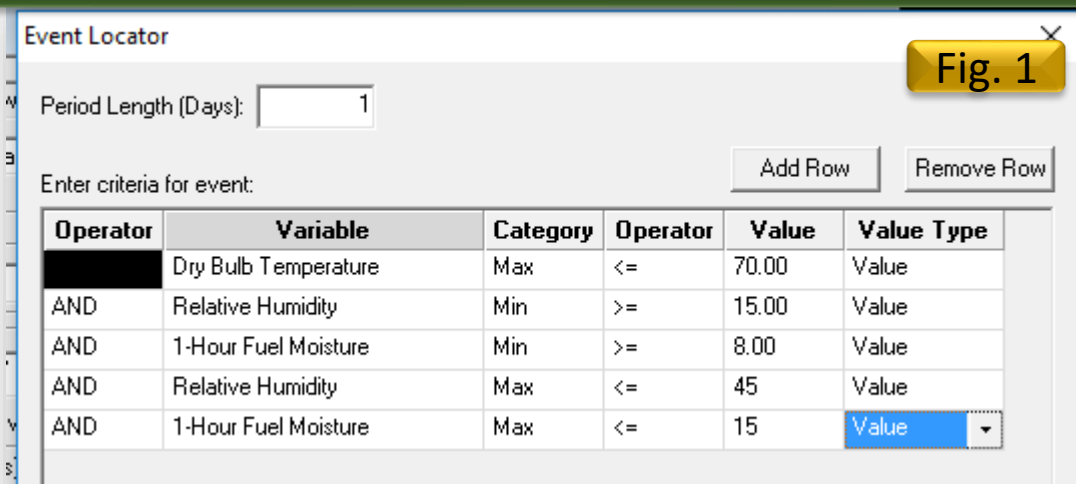 Event Locator
Fig. 1
Period Length (Days): 1
Add Row Remove Row
Enter criteria for event:
Operator Variable Category Operator Value Value Type
Dry Bulb Temperature Max <= 70.00 Value
AND Relative Humidity Min >= 15.00 Value
AND 1-Hour Fuel Moisture Min >= 8.00 Value
AND Relative Humidity Max <= 45 Value
AND 1-Hour Fuel Moisture Max <= 15 Value